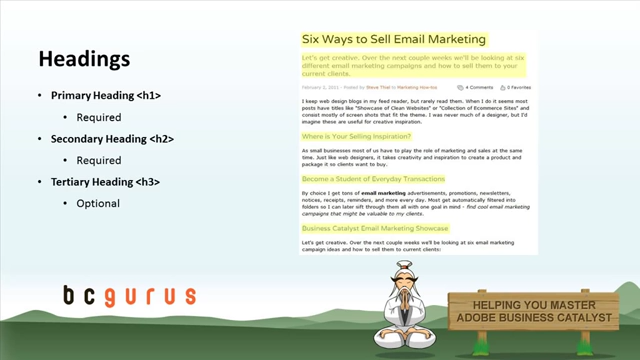 Headings
• Primary Heading <h1>
• Required
• Secondary Heading <h2>
• Required
• Tertiary Heading <h3>
• Optional
Six Ways to Sell Email Marketing
Let's get creative. Over the next couple weeks we'll be looking at six
different email marketing campaigns and how to sell them to your
current clients.
February 2, 2011 - Posted by Steve Thiel to Marketing How-tos
4 Comments
0 Favorites
I keep web design blogs in my feed reader, but rarely read them. When I do it seems most
posts have titles like "Showcase of Clean Websites" or "Collection of Ecommerce Sites" and
consist mostly of screen shots that fit the theme. I was never much of a designer, but I'd
imagine these are useful for creative inspiration.
Where is Your Selling Inspiration?
As small businesses most of us have to play the role of marketing and sales at the same
time. Just like web designers, it takes creativity and inspiration to create a product and
package it so clients want to buy.
Become a Student of Everyday Transactions
By choice I get tons of email marketing advertisements, promotions, newsletters,
notices, receipts, reminders, and more every day. Most get automatically filtered into
folders so I can later sift through them all with one goal in mind - find cool email marketing
campaigns that might be valuable to my clients.
Business Catalyst Email Marketing Showcase
Let's get creative. Over the next couple weeks we'll be looking at six email marketing
campaign ideas and how to sell them to current clients:
bcgurus
HELPING YOU MASTER
ADOBE BUSINESS CATALYST